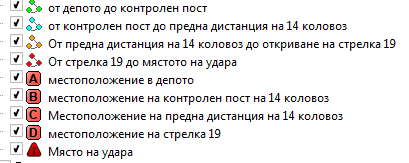 от депото до контролен пост
от контролен пост до предна дистанция на 14 коловоз
От предна дистанция на 14 коловоз до откриване на стрелка 19
От стрелка 19 до мястото на удара
A местоположение в депото
B местоположение на контролен пост на 14 коловоз
C Местоположение на предна дистанция на 14 коловоз
D местоположение на стрелка 19
Място на удара